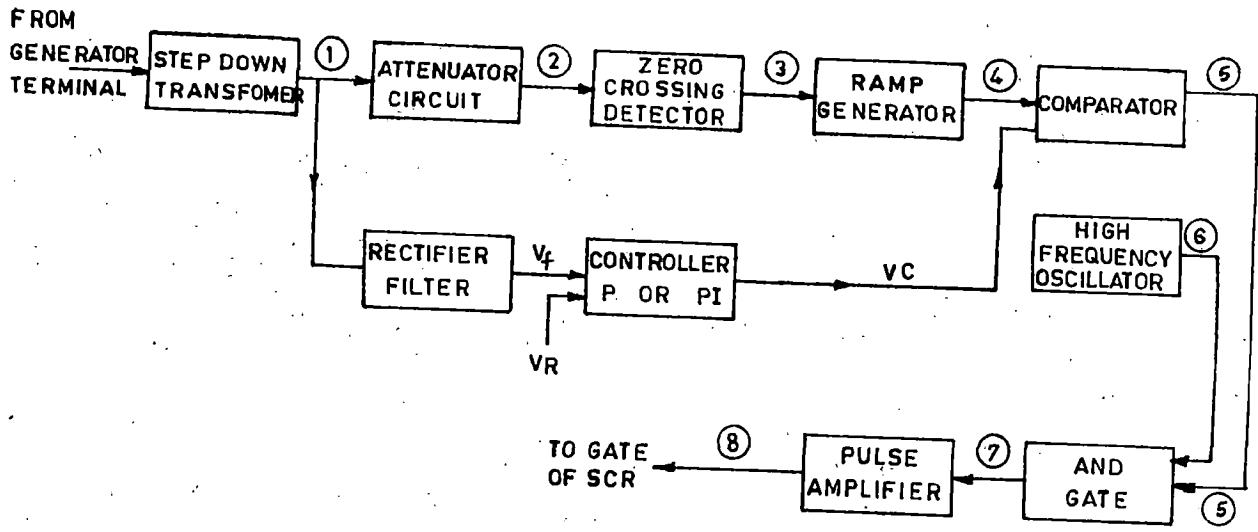 FROM
GENERATOR
TERMINAL
STEP DOWN
TRANSFOMER
1
ATTENUATOR
CIRCUIT
2
ZERO
CROSSING
DETECTOR
3
RAMP
GENERATOR
4
COMPARATOR
5
RECTIFIER
FILTER
Vf
VR
CONTROLLER
P OR PI
VC
HIGH
FREQUENCY
OSCILLATOR
6
TO GATE
OF SCR
8
PULSE
AMPLIFIER
7
AND
GATE
5